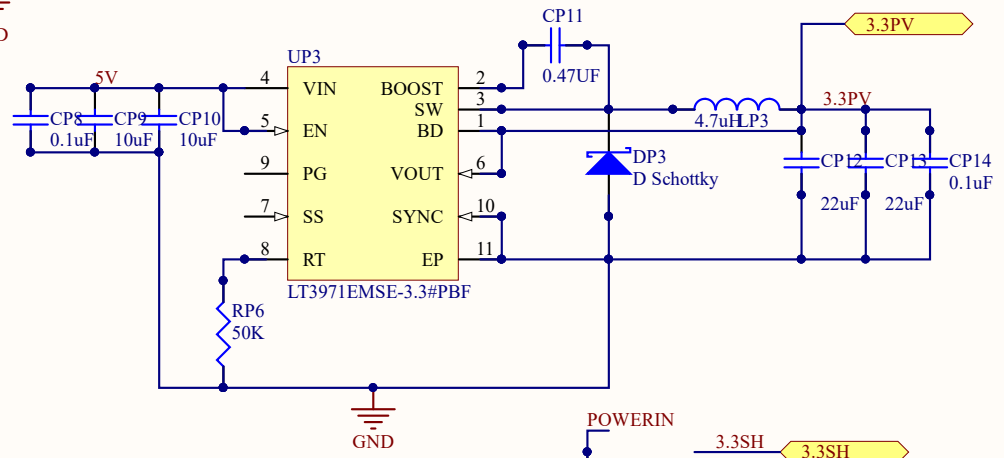 CP11
0.47UF
3.3PV
UP3
5V
4 VIN BOOST 2
SW 3
5 EN BD 1
9 PG VOUT 6
7 SS SYNC 10
8 RT EP 11
LT3971EMSE-3.3#PBF
CP8
0.1uF
CP9
10uF
CP10
10uF
4.7uH LP3
3.3PV
DP3
D Schottky
CP12
22uF
CP13
22uF
CP14
0.1uF
RP6
50K
GND
POWERIN
3.3SH
3.3SH